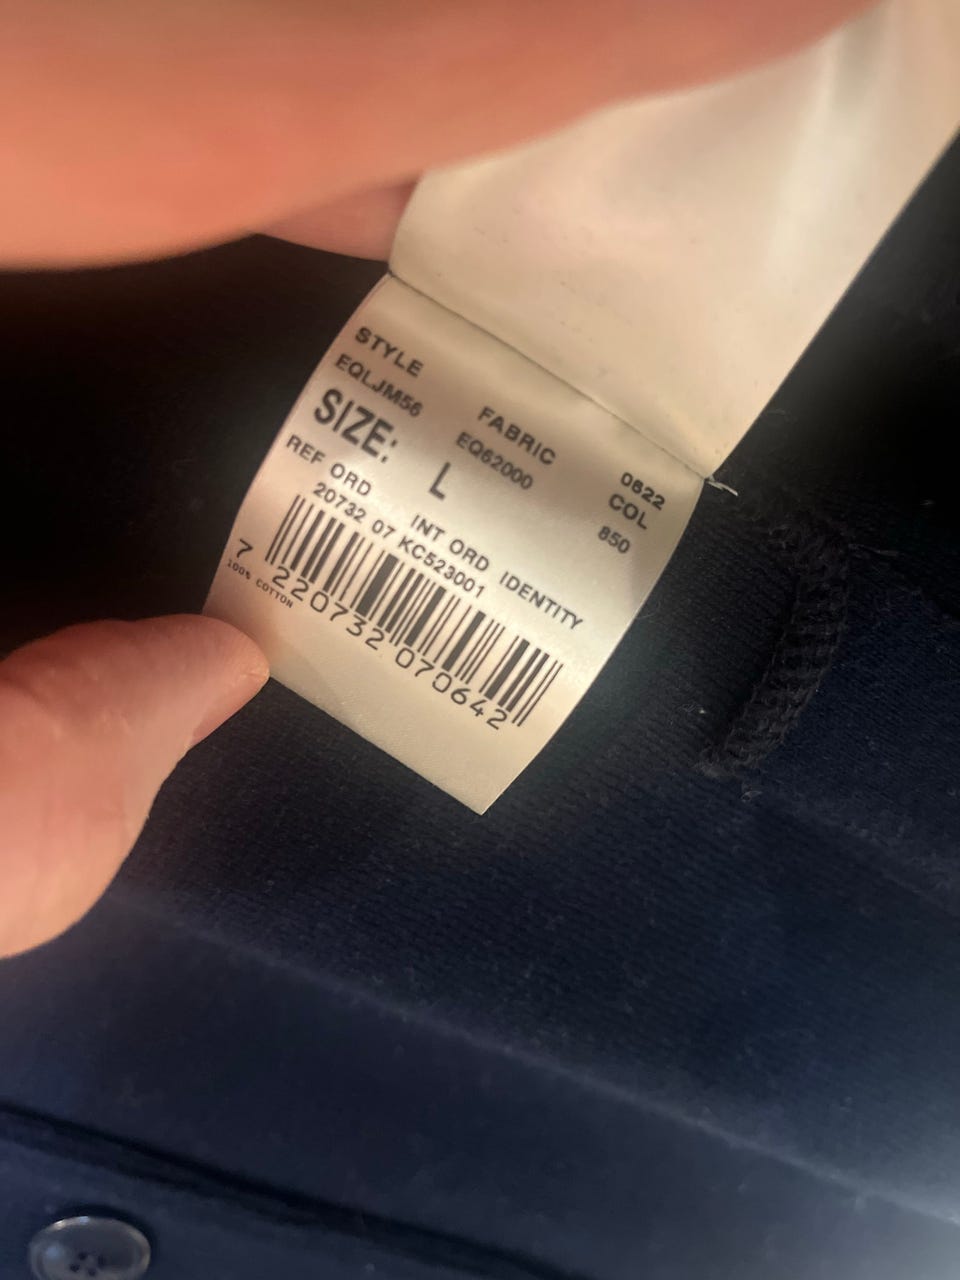 STYLE FABRIC 0622
EQLJM56 EQ62000 COL
SIZE: L 850
REF ORD INT ORD IDENTITY
20732 07 KC523001
7 220732 070642
100% COTTON